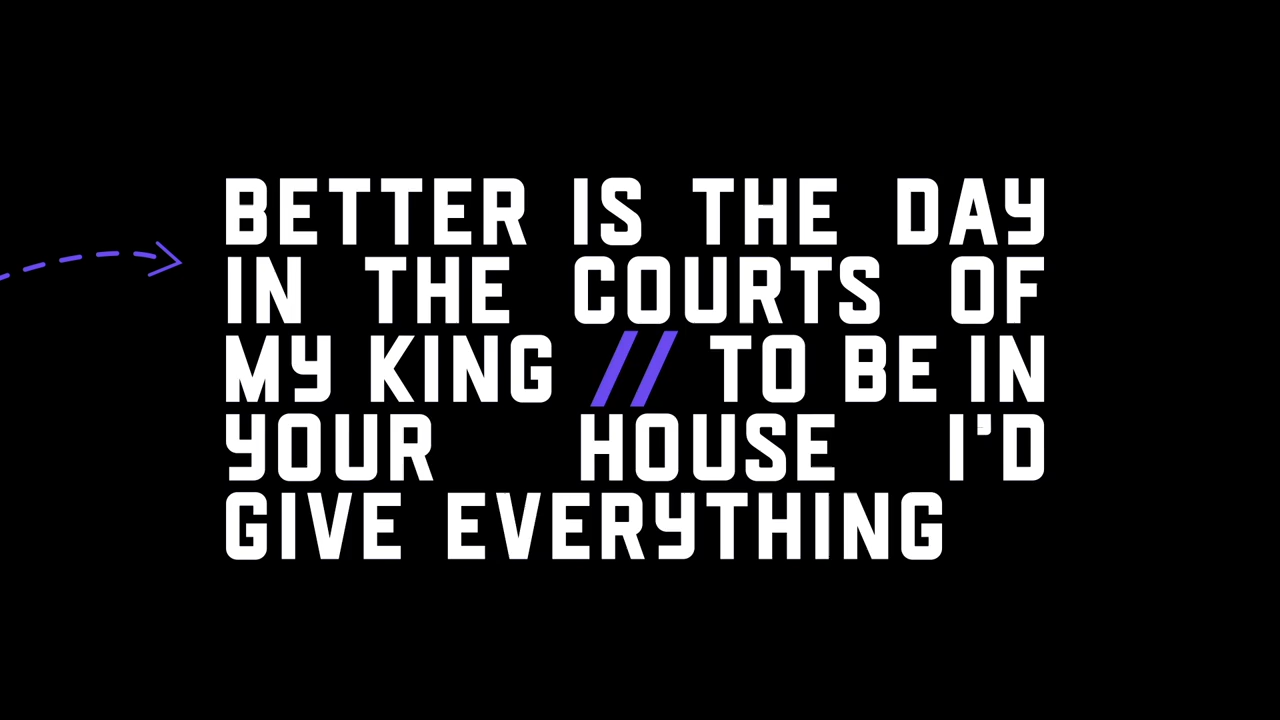 BETTER IS THE DAY
IN THE COURTS OF
MY KING // TO BE IN
YOUR HOUSE I'D
GIVE EVERYTHING